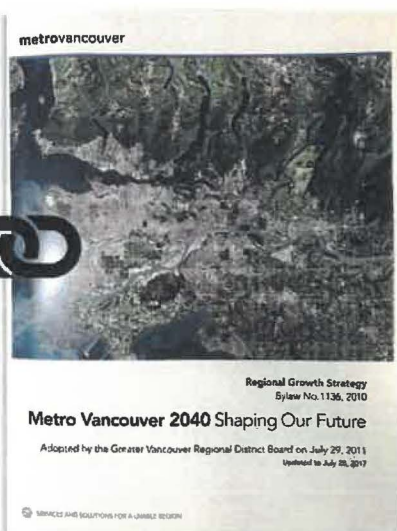 metrovancouver
Regional Growth Strategy
Bylaw No. 1136, 2010
Metro Vancouver 2040 Shaping Our Future
Adopted by the Greater Vancouver Regional District Board on July 29, 2011
Updated to July 28, 2017
SERVICES AND SOLUTIONS FOR A LIVABLE REGION